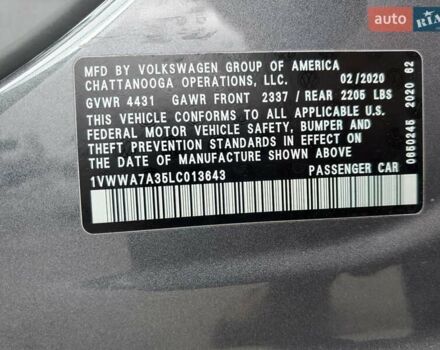 auto.ria
MFD BY VOLKSWAGEN GROUP OF AMERICA
CHATTANOOGA OPERATIONS, LLC. 02/2020
GVWR 4431 GAWR FRONT 2337 / REAR 2205 LBS
THIS VEHICLE CONFORMS TO ALL APPLICABLE U.S.
FEDERAL MOTOR VEHICLE SAFETY, BUMPER AND
THEFT PREVENTION STANDARDS IN EFFECT ON
THE DATE OF MANUFACTURE SHOWN ABOVE.
1VWWA7A35LC013643 PASSENGER CAR
0650245 2020 62